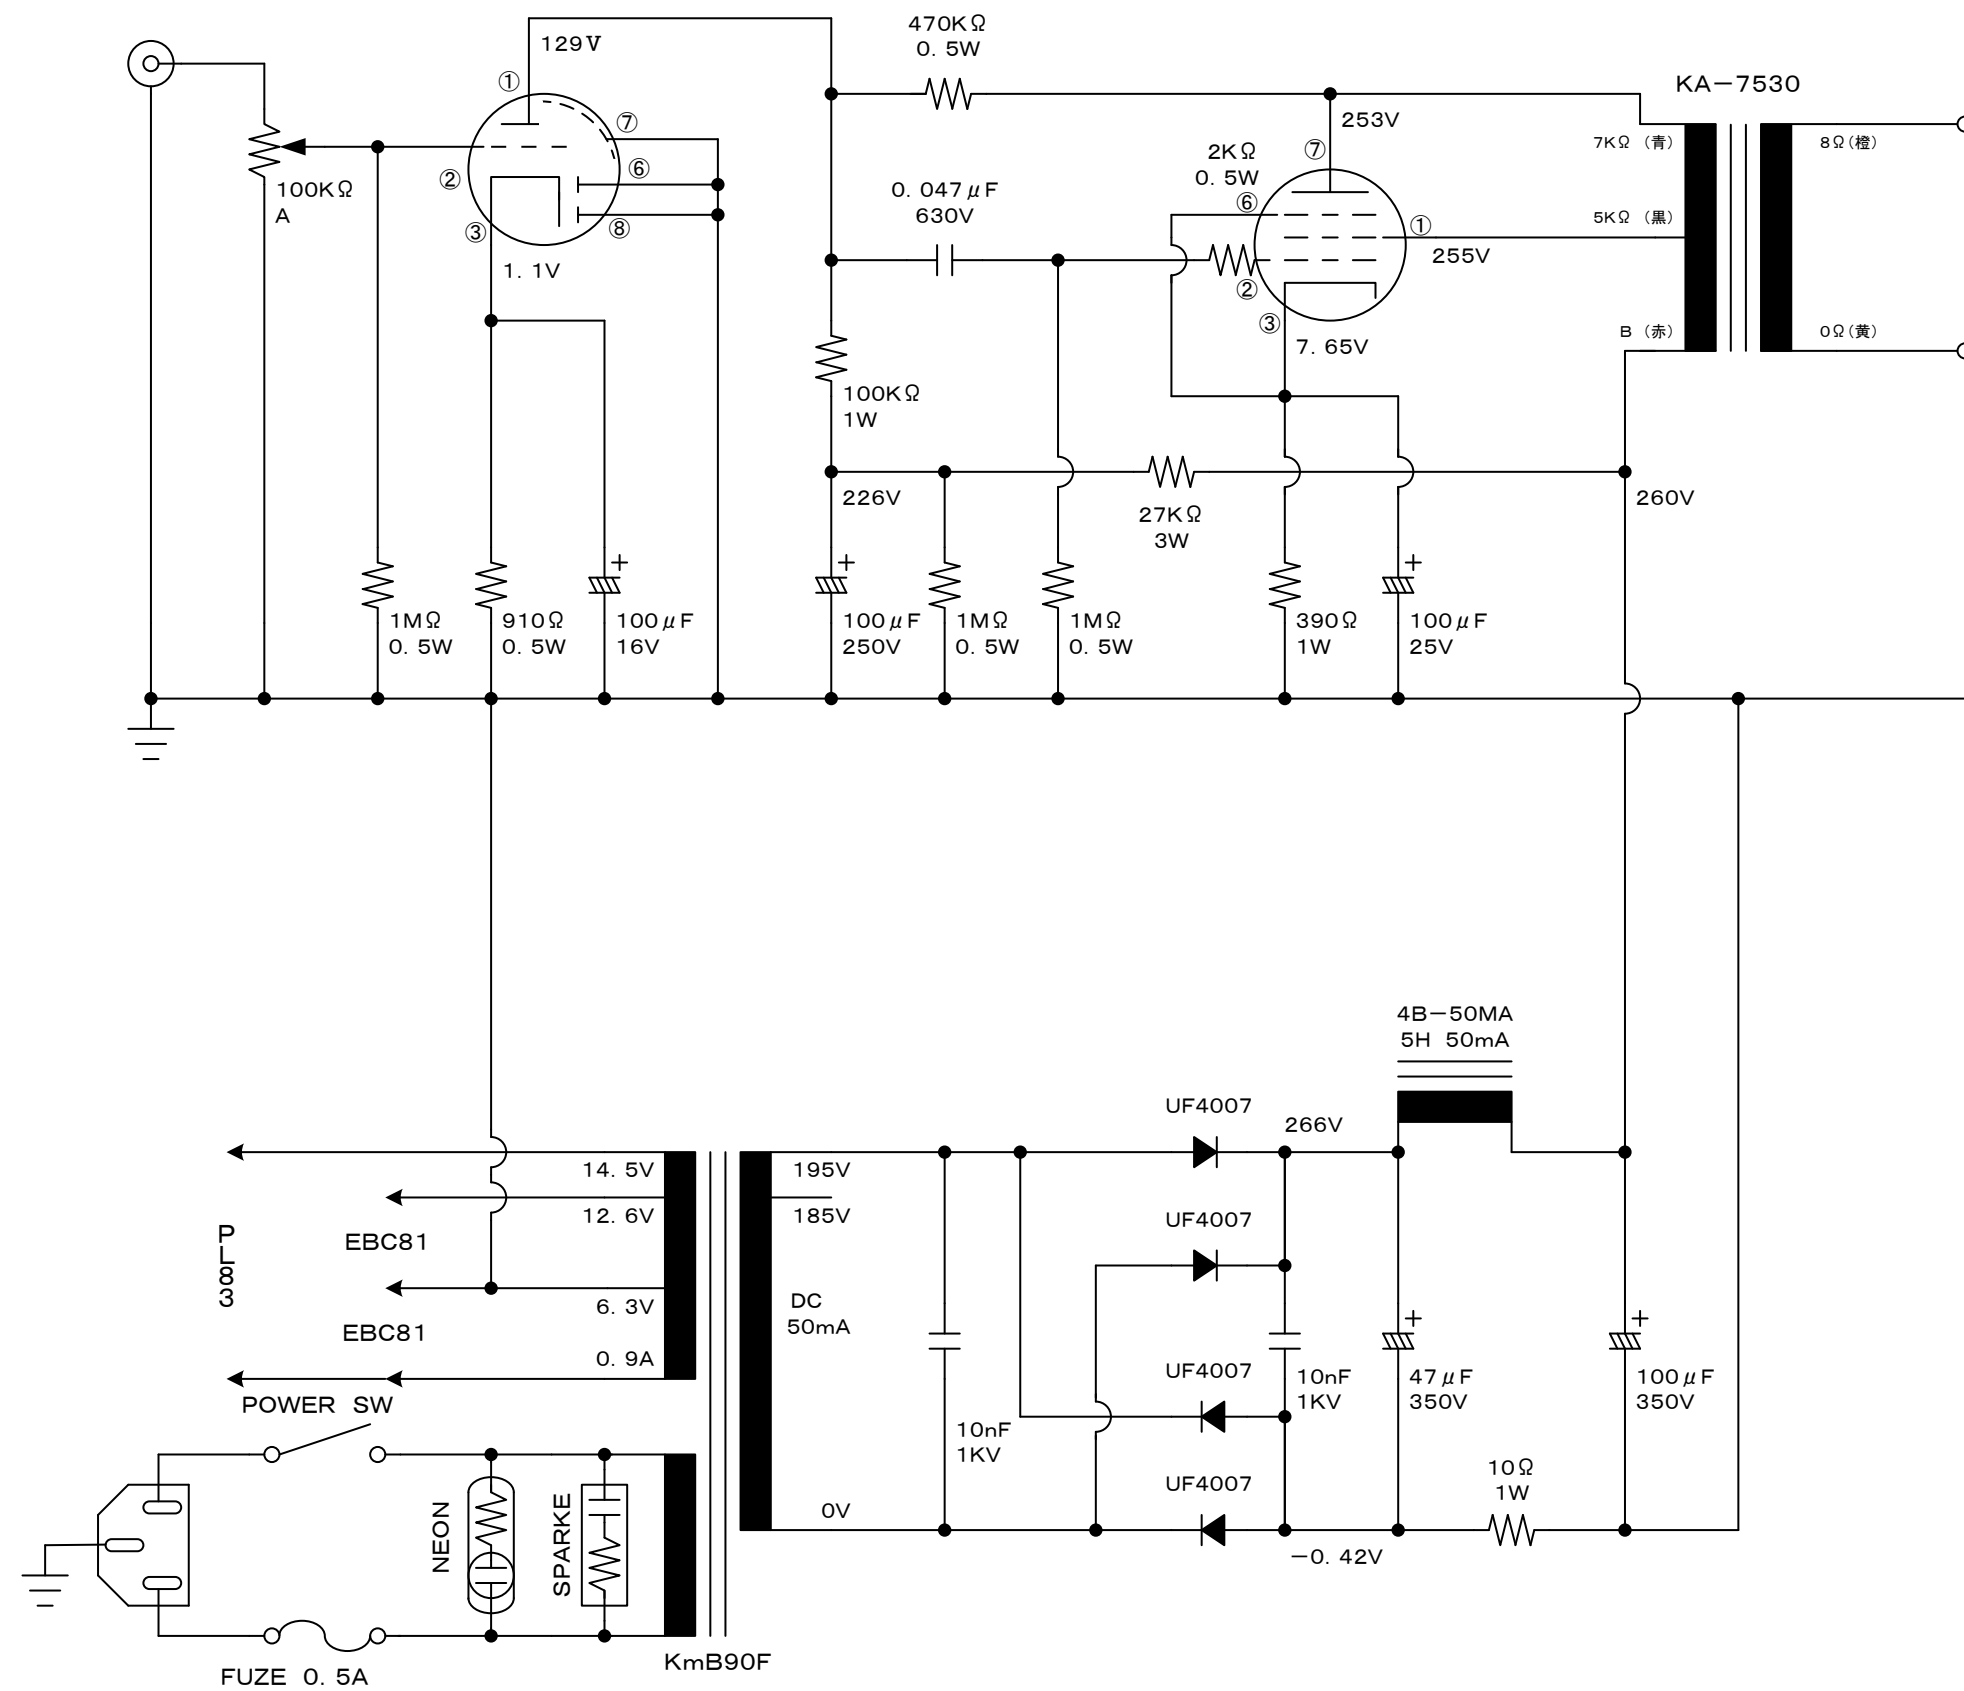 470KΩ
0.5W
129V
①
KA－7530
253V
7KΩ （青）
8Ω（橙）
⑦
⑦
2KΩ
0.5W
②
⑥
100KΩ
A
0.047μF
630V
⑥
5KΩ （黒）
③
⑧
①
255V
1.1V
②
③
7.65V
B （赤）
0Ω（黄）
100KΩ
1W
226V
27KΩ
3W
260V
+
+
+
1MΩ
0.5W
910Ω
0.5W
100μF
16V
100μF
250V
1MΩ
0.5W
1MΩ
0.5W
390Ω
1W
100μF
25V
4B－50MA
5H 50mA
UF4007
266V
14.5V
195V
12.6V
185V
UF4007
PL83
EBC81
6.3V
DC
50mA
EBC81
+
+
0.9A
UF4007
10nF
1KV
47μF
350V
100μF
350V
POWER SW
10nF
1KV
10Ω
1W
UF4007
NEON
SPARKE
0V
－0.42V
KmB90F
FUZE 0.5A